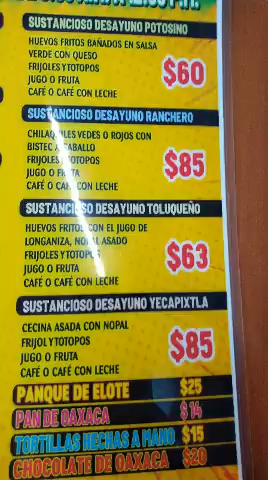 SUSTANCIOSO DESAYUNO POTOSINO
HUEVOS FRITOS BAÑADOS EN SALSA
VERDE CON QUESO
FRIJOLES Y TOTOPOS
JUGO O FRUTA
CAFÉ O CAFÉ CON LECHE
$60
SUSTANCIOSO DESAYUNO RANCHERO
CHILAQUILES VEDES O ROJOS CON
BISTEC A CABALLO
FRIJOLES Y TOTOPOS
JUGO O FRUTA
CAFÉ O CAFÉ CON LECHE
$85
SUSTANCIOSO DESAYUNO TOLUQUEÑO
HUEVOS FRITOS CON EL JUGO DE
LONGANIZA, NOPAL ASADO
FRIJOLES Y TOTOPOS
JUGO O FRUTA
CAFÉ O CAFÉ CON LECHE
$63
SUSTANCIOSO DESAYUNO YECAPIXTLA
CECINA ASADA CON NOPAL
FRIJOL Y TOTOPOS
JUGO O FRUTA
CAFÉ O CAFÉ CON LECHE
$85
PANQUE DE ELOTE $25
PAN DE OAXACA $14
TORTILLAS HECHAS A MANO $15
CHOCOLATE DE OAXACA $20